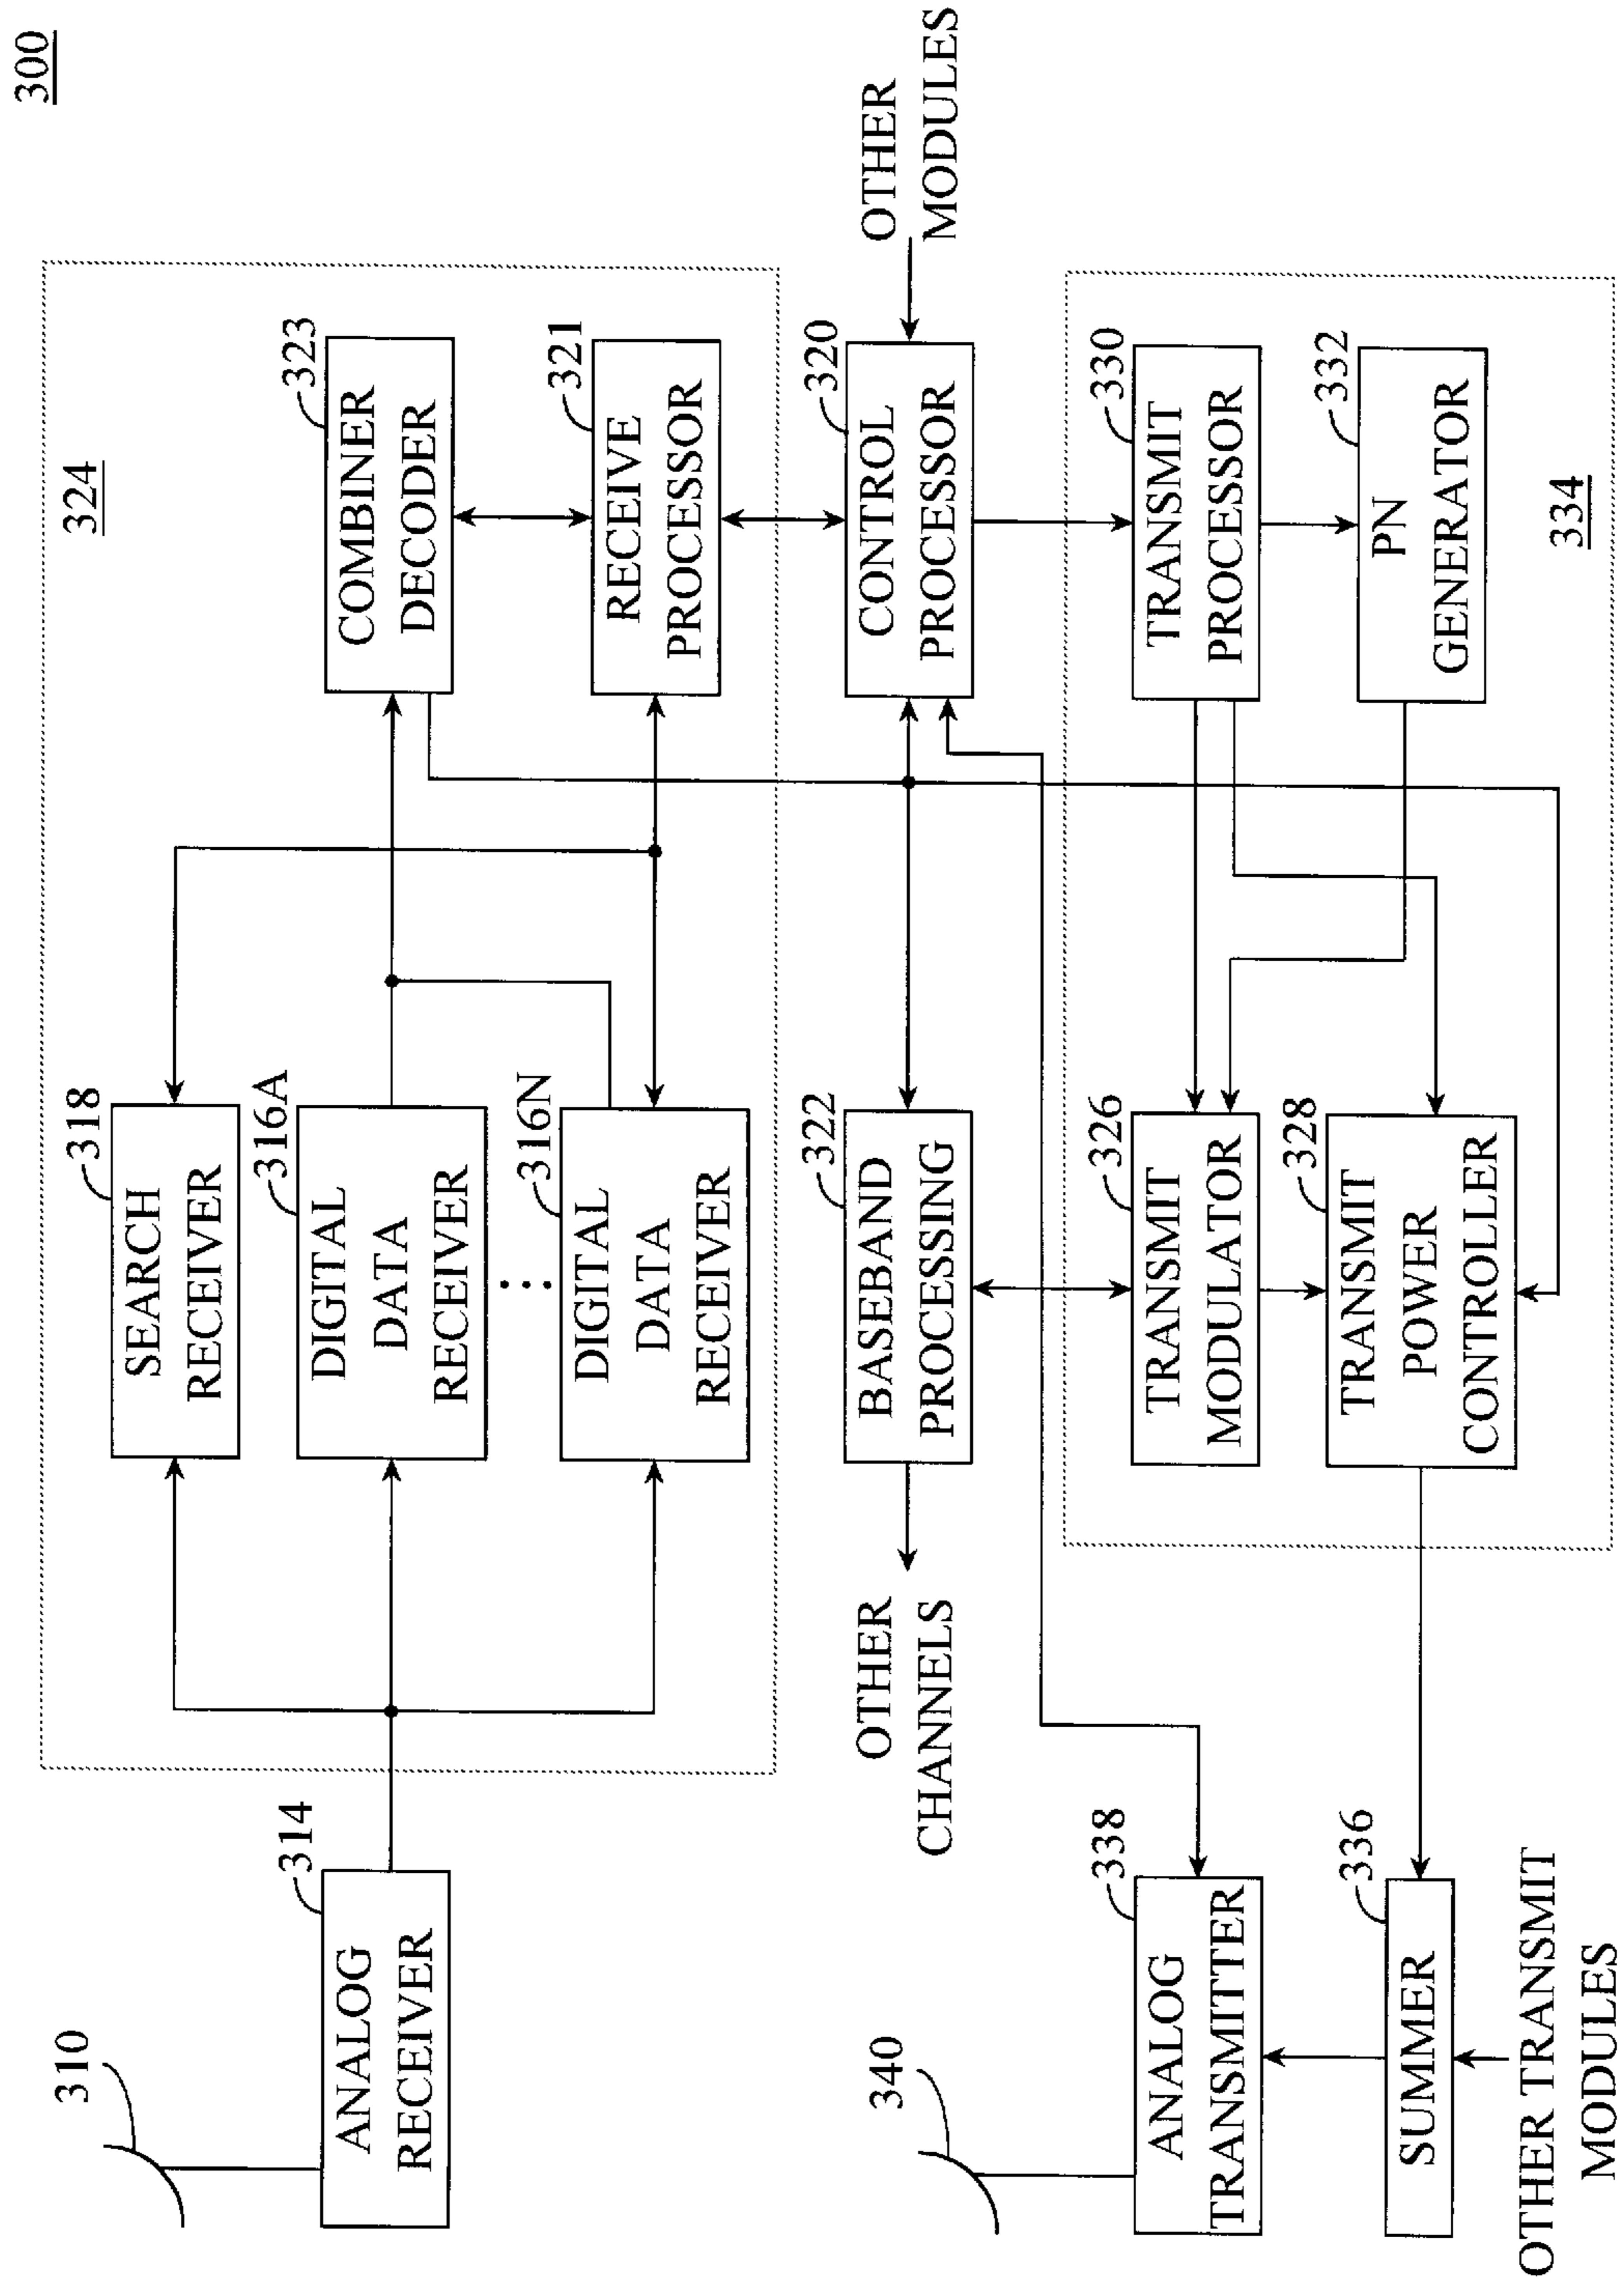 300
324
318
SEARCH
RECEIVER
316A
DIGITAL
DATA
RECEIVER
316N
DIGITAL
DATA
RECEIVER
323
COMBINER
DECODER
321
RECEIVE
PROCESSOR
310
314
ANALOG
RECEIVER
322
BASEBAND
PROCESSING
320
CONTROL
PROCESSOR
OTHER
MODULES
OTHER
CHANNELS
340
338
ANALOG
TRANSMITTER
336
SUMMER
OTHER TRANSMIT
MODULES
326
TRANSMIT
MODULATOR
328
TRANSMIT
POWER
CONTROLLER
330
TRANSMIT
PROCESSOR
332
PN
GENERATOR
334